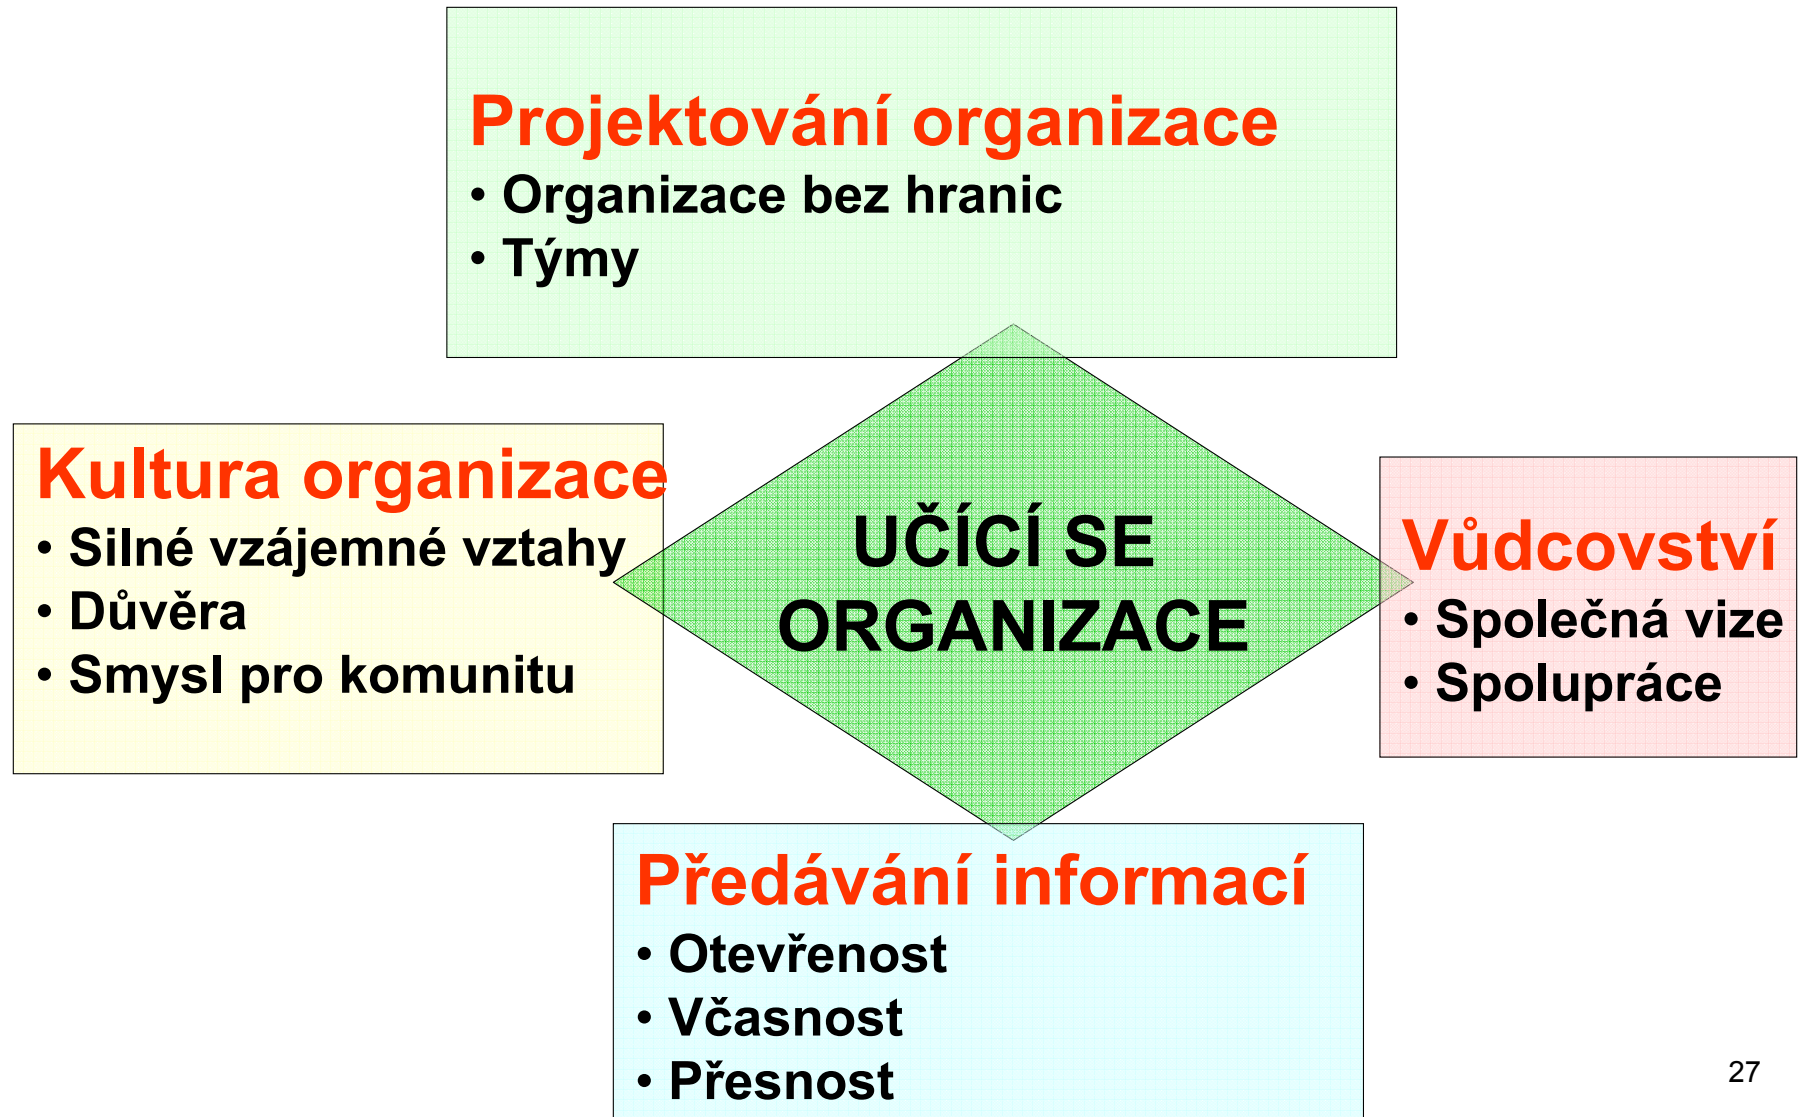 Projektování organizace
• Organizace bez hranic
• Týmy
Kultura organizace
• Silné vzájemné vztahy
• Důvěra
• Smysl pro komunitu
UČÍCÍ SE
ORGANIZACE
Vůdcovství
• Společná vize
• Spolupráce
Předávání informací
• Otevřenost
• Včasnost
• Přesnost
27